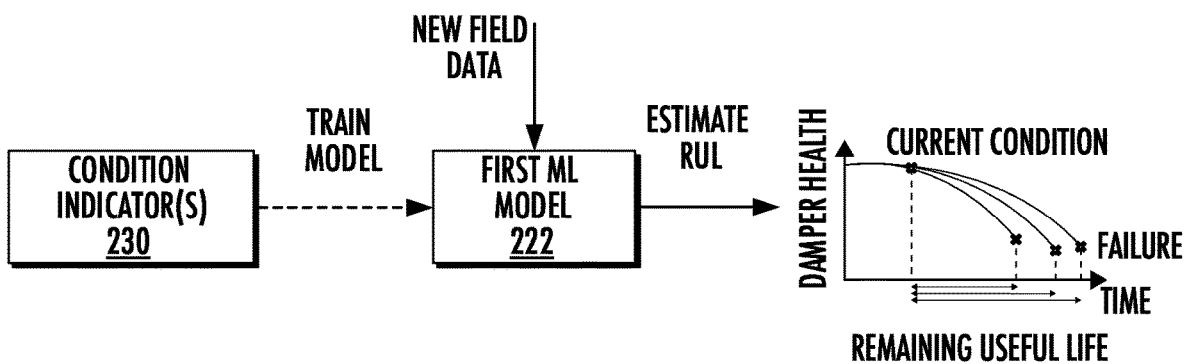 NEW FIELD
DATA
TRAIN
MODEL
ESTIMATE
RUL
CONDITION
INDICATOR(S)
230
FIRST ML
MODEL
222
DAMPER HEALTH
CURRENT CONDITION
FAILURE
TIME
REMAINING USEFUL LIFE